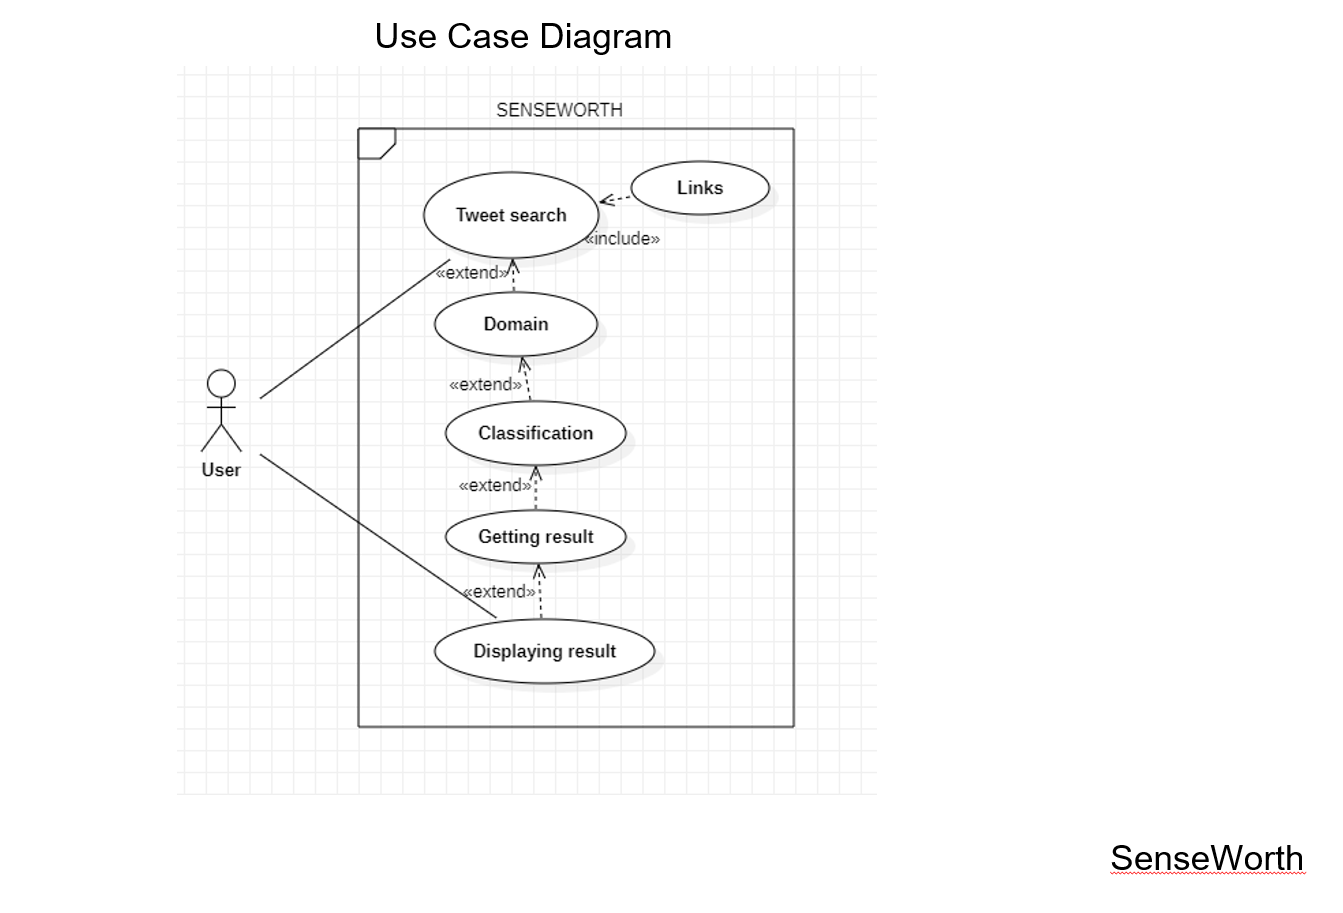 Use Case Diagram
SENSEWORTH
Links
Tweet search
«include»
«extend»
Domain
«extend»
Classification
User
«extend»
Getting result
«extend»
Displaying result
SenseWorth